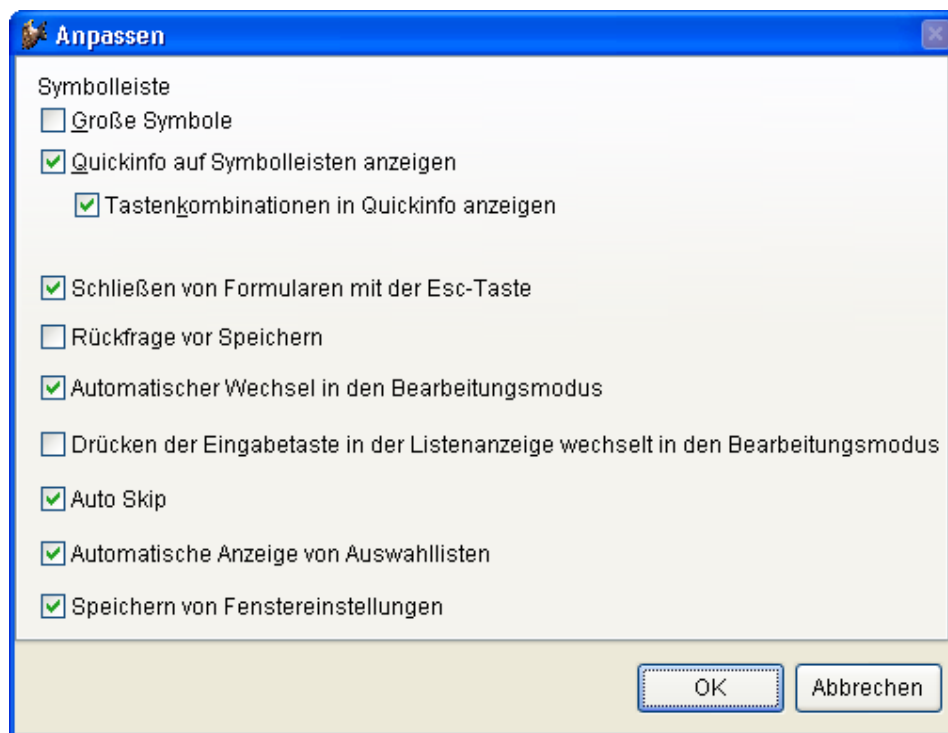 Anpassen
Symbolleiste
Große Symbole
Quickinfo auf Symbolleisten anzeigen
Tastenkombinationen in Quickinfo anzeigen
Schließen von Formularen mit der Esc-Taste
Rückfrage vor Speichern
Automatischer Wechsel in den Bearbeitungsmodus
Drücken der Eingabetaste in der Listenanzeige wechselt in den Bearbeitungsmodus
Auto Skip
Automatische Anzeige von Auswahllisten
Speichern von Fenstereinstellungen
OK Abbrechen